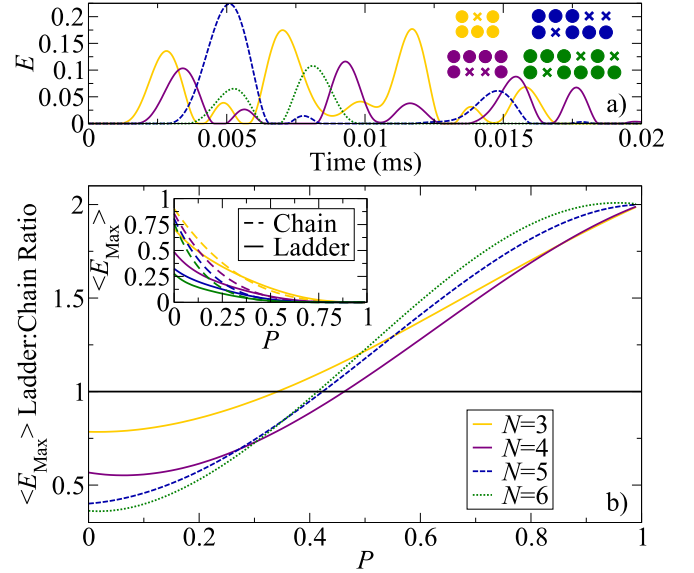 0.2
0.15
0.1
0.05
0
E
a)
0 0.005 0.01 0.015 0.02
Time (ms)
2
1.5
1
0.5
<E_Max> Ladder:Chain Ratio
1
0.75
0.5
0.25
0
<E_Max>
Chain
Ladder
0 0.25 0.5 0.75 1
P
N=3
N=4
N=5
N=6
b)
0 0.2 0.4 0.6 0.8 1
P